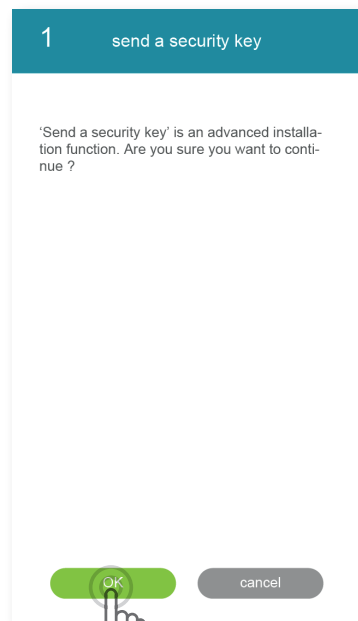 1 send a security key
‘Send a security key’ is an advanced installa-
tion function. Are you sure you want to conti-
nue ?
OK cancel